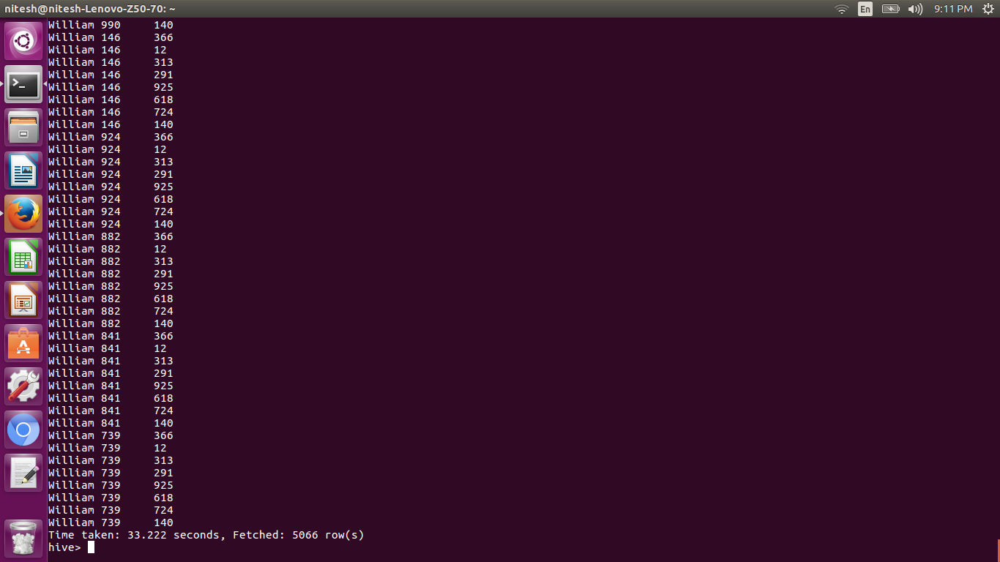 nitesh@nitesh-Lenovo-Z50-70: ~ En 9:11 PM
William 990 140
William 146 366
William 146 12
William 146 313
William 146 291
William 146 925
William 146 618
William 146 724
William 146 140
William 924 366
William 924 12
William 924 313
William 924 291
William 924 925
William 924 618
William 924 724
William 924 140
William 882 366
William 882 12
William 882 313
William 882 291
William 882 925
William 882 618
William 882 724
William 882 140
William 841 366
William 841 12
William 841 313
William 841 291
William 841 925
William 841 618
William 841 724
William 841 140
William 739 366
William 739 12
William 739 313
William 739 291
William 739 925
William 739 618
William 739 724
William 739 140
Time taken: 33.222 seconds, Fetched: 5066 row(s)
hive>